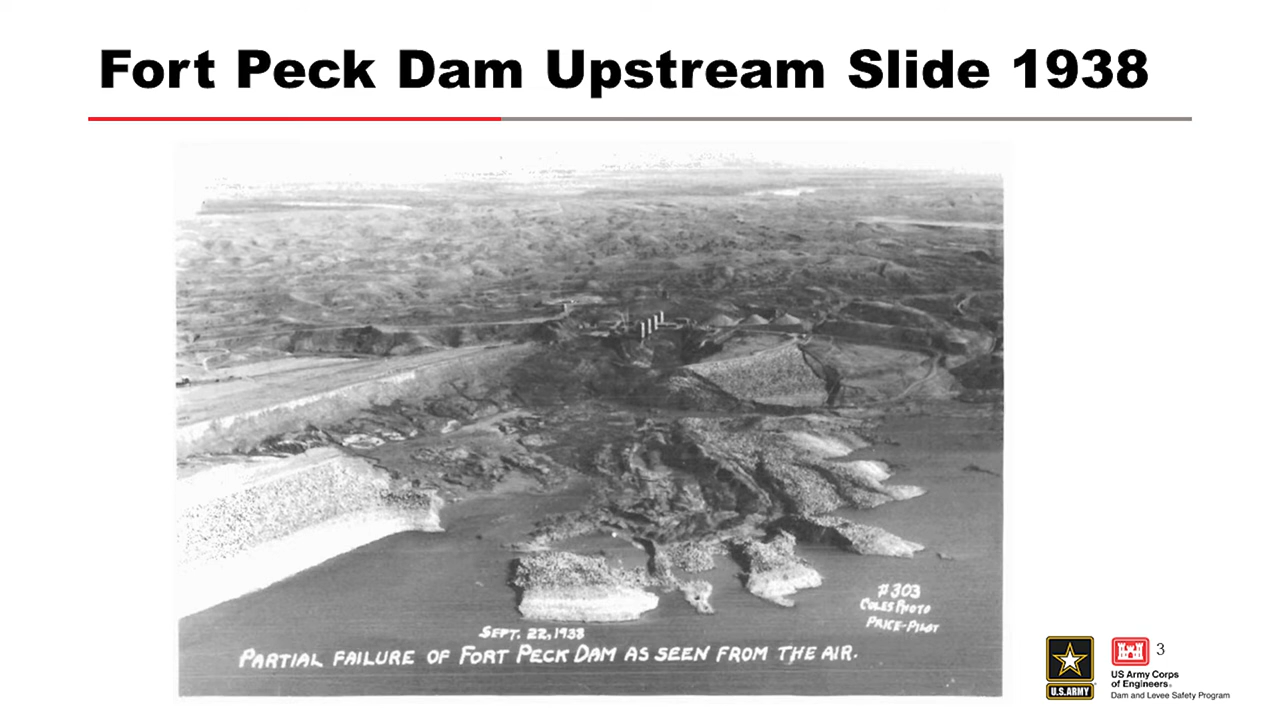 Fort Peck Dam Upstream Slide 1938
#303
COLES PHOTO
PRICE-PILOT
SEPT. 22, 1938
PARTIAL FAILURE OF FORT PECK DAM AS SEEN FROM THE AIR.
U.S. ARMY
3
US Army Corps
of Engineers®
Dam and Levee Safety Program